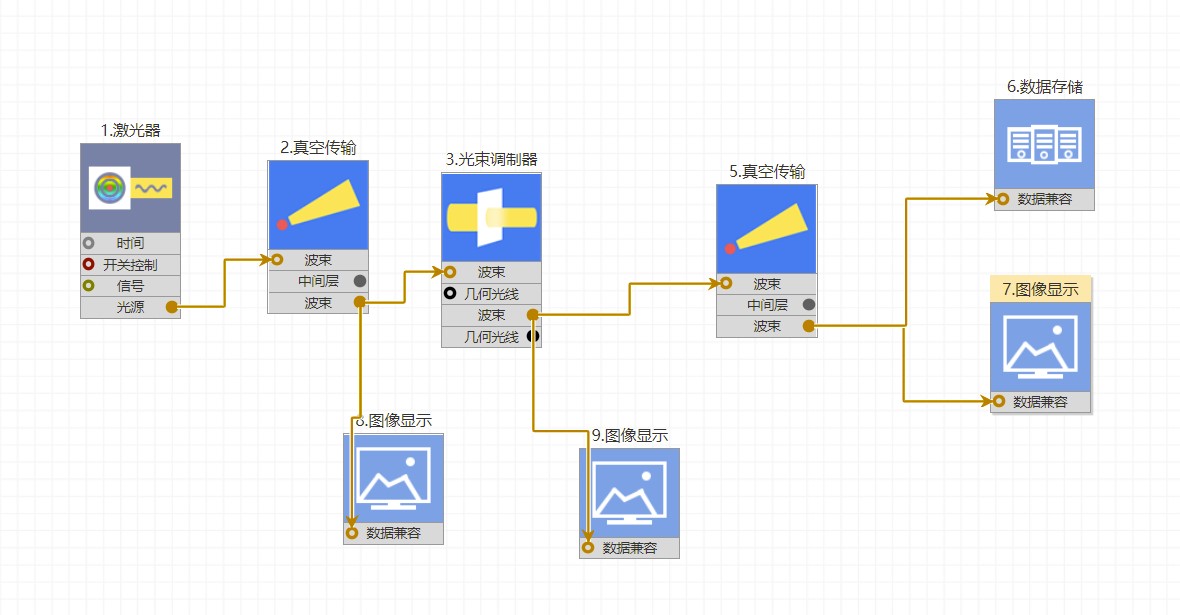 1.激光器
时间
开关控制
信号
光源
2.真空传输
波束
中间层
波束
3.光束调制器
波束
几何光线
波束
几何光线
5.真空传输
波束
中间层
波束
6.数据存储
数据兼容
7.图像显示
数据兼容
8.图像显示
数据兼容
9.图像显示
数据兼容